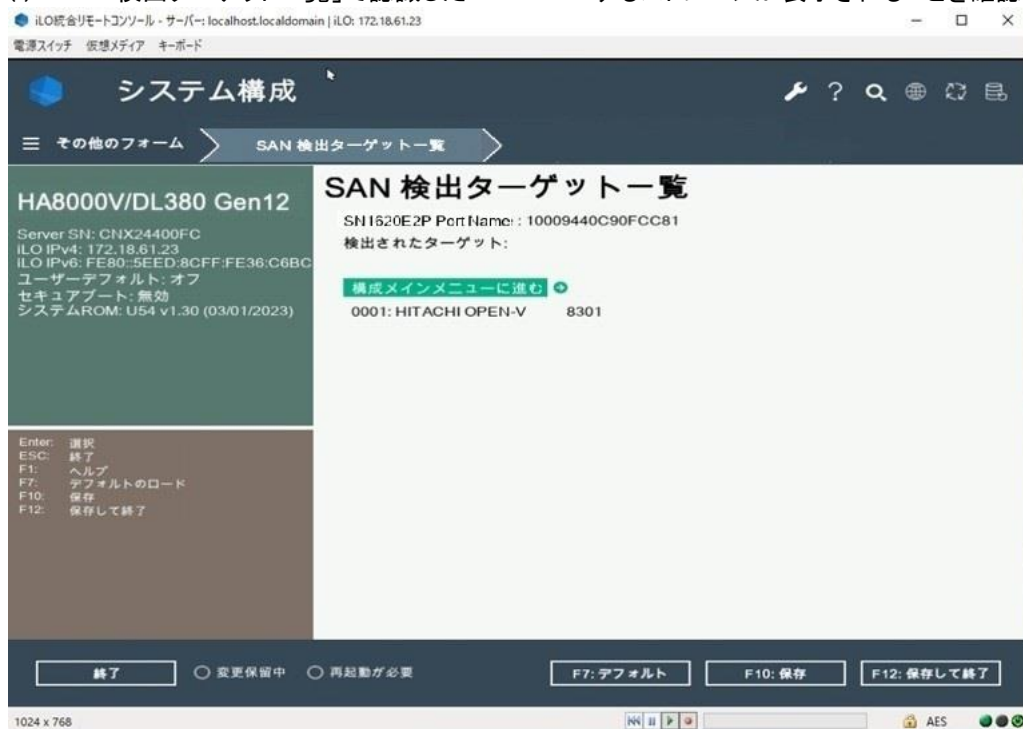 iLO統合リモートコンソール - サーバー: localhost.localdomain | iLO: 172.18.61.23
電源スイッチ 仮想メディア キーボード
システム構成
?
その他のフォーム
SAN 検出ターゲット一覧
HA8000V/DL380 Gen12
Server SN: CNX24400FC
iLO IPv4: 172.18.61.23
iLO IPv6: FE80::5EED:8CFF:FE36:C6BC
ユーザーデフォルト: オフ
セキュアブート: 無効
システムROM: U54 v1.30 (03/01/2023)
Enter: 選択
ESC: 終了
F1: ヘルプ
F7: デフォルトのロード
F10: 保存
F12: 保存して終了
SAN 検出ターゲット一覧
SN1620E2P Port Name: : 10009440C90FCC81
検出されたターゲット:
構成メインメニューに進む
0001: HITACHI OPEN-V 8301
終了
変更保留中
再起動が必要
F7: デフォルト
F10: 保存
F12: 保存して終了
1024 x 768
AES